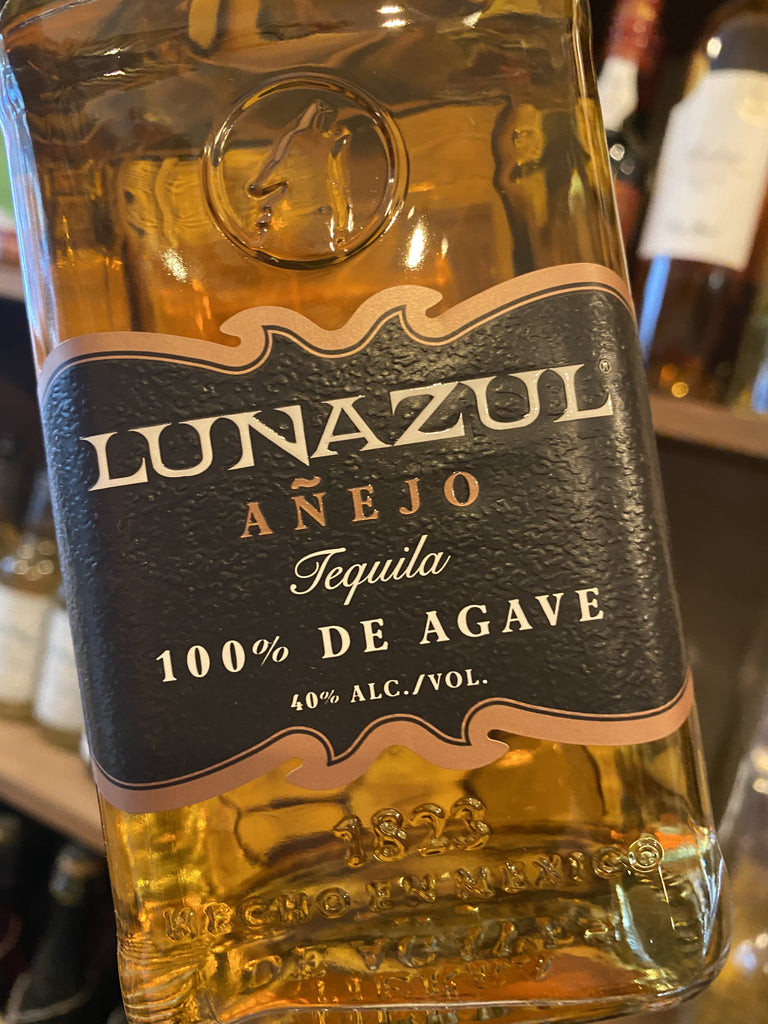 LUNAZUL®
AÑEJO
Tequila
100% DE AGAVE
40% ALC./VOL.
1823
HECHO EN MEXICO